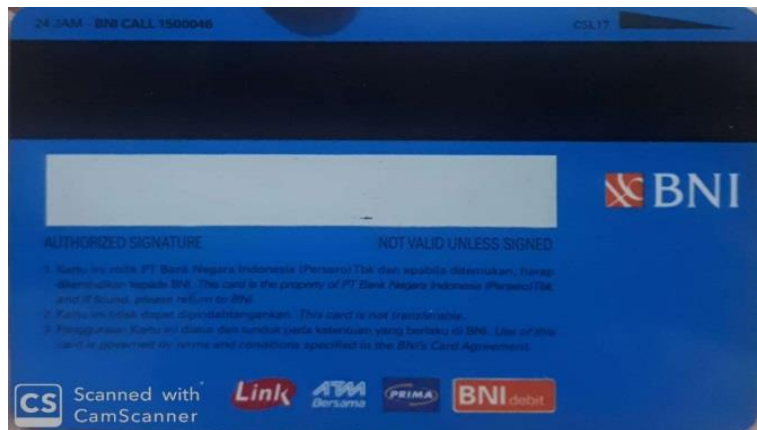 24 JAM - BNI CALL 1500046
CSL17
BNI
AUTHORIZED SIGNATURE
NOT VALID UNLESS SIGNED
1. Kartu ini milik PT Bank Negara Indonesia (Persero) Tbk dan apabila ditemukan, harap
dikembalikan kepada BNI. This card is the property of PT Bank Negara Indonesia (Persero) Tbk,
and if found, please return to BNI.
2. Kartu ini tidak dapat dipindahtangankan. This card is not transferable.
3. Penggunaan Kartu ini diatur dan tunduk pada ketentuan yang berlaku di BNI. Use of this
card is governed by terms and conditions specified in the BNI's Card Agreement.
CS Scanned with
CamScanner
Link
ATM
Bersama
PRIMA
BNI debit